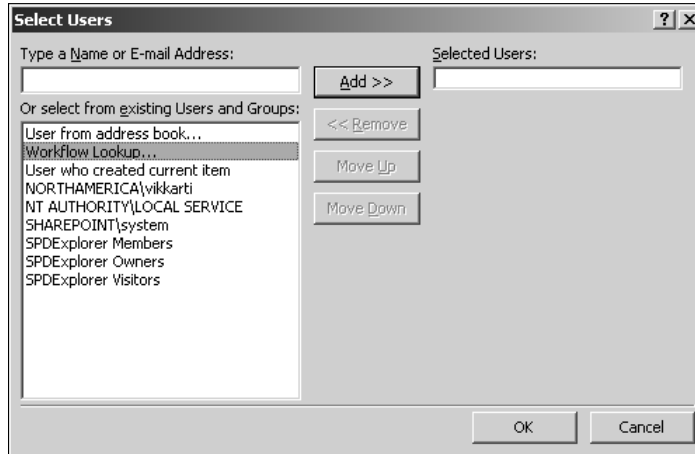 Select Users
Type a Name or E-mail Address:
Selected Users:
Add >>
Or select from existing Users and Groups:
<< Remove
User from address book...
Workflow Lookup...
Move Up
User who created current item
NORTHAMERICA\vikkarti
NT AUTHORITY\LOCAL SERVICE
Move Down
SHAREPOINT\system
SPDExplorer Members
SPDExplorer Owners
SPDExplorer Visitors
OK
Cancel